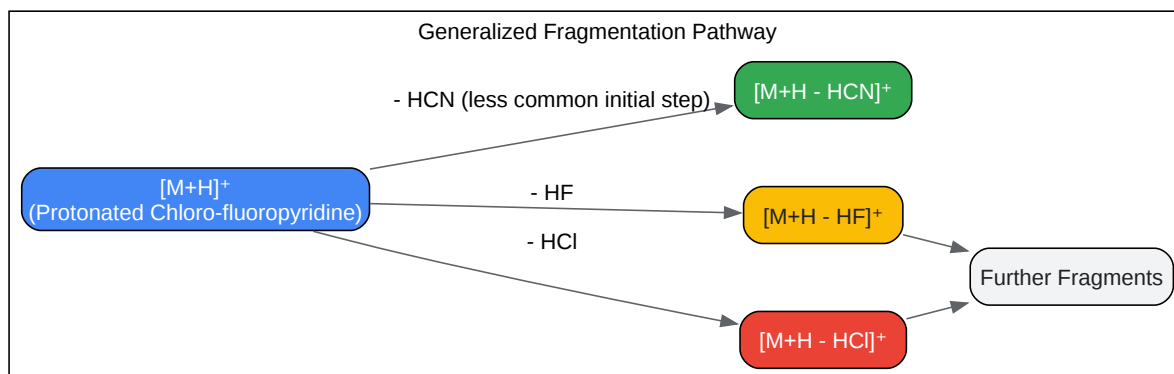 Generalized Fragmentation Pathway
- HCN (less common initial step)
[M+H - HCN]⁺
[M+H]⁺
(Protonated Chloro-fluoropyridine)
- HF
[M+H - HF]⁺
- HCl
Further Fragments
[M+H - HCl]⁺